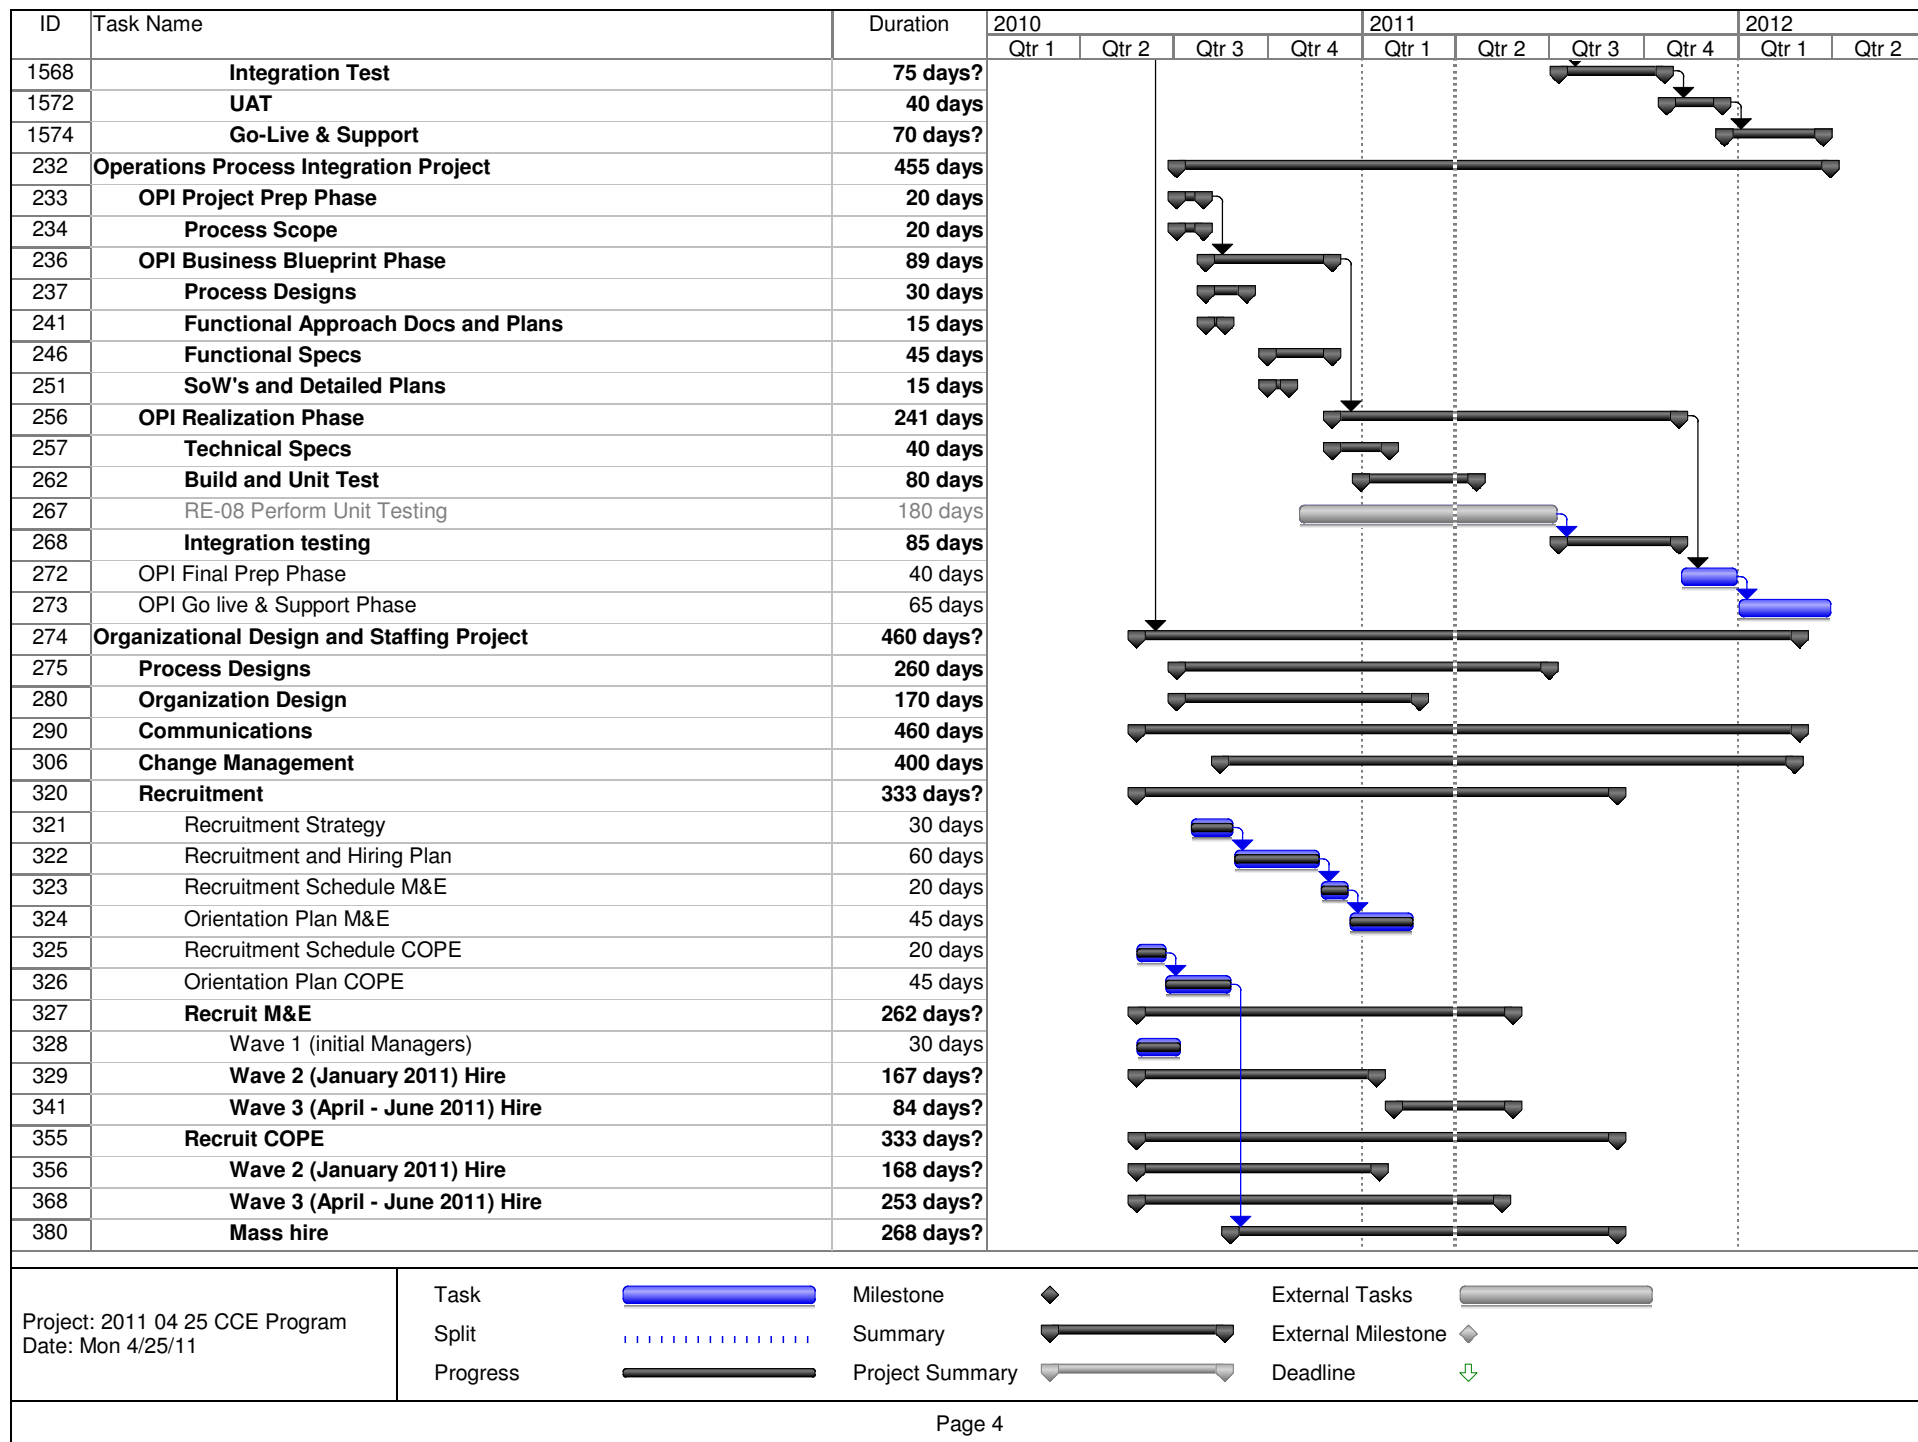 ID Task Name Duration 2010 2011 2012
Qtr 1 Qtr 2 Qtr 3 Qtr 4 Qtr 1 Qtr 2 Qtr 3 Qtr 4 Qtr 1 Qtr 2
1568 Integration Test 75 days?
1572 UAT 40 days
1574 Go-Live & Support 70 days?
232 Operations Process Integration Project 455 days
233 OPI Project Prep Phase 20 days
234 Process Scope 20 days
236 OPI Business Blueprint Phase 89 days
237 Process Designs 30 days
241 Functional Approach Docs and Plans 15 days
246 Functional Specs 45 days
251 SoW's and Detailed Plans 15 days
256 OPI Realization Phase 241 days
257 Technical Specs 40 days
262 Build and Unit Test 80 days
267 RE-08 Perform Unit Testing 180 days
268 Integration testing 85 days
272 OPI Final Prep Phase 40 days
273 OPI Go live & Support Phase 65 days
274 Organizational Design and Staffing Project 460 days?
275 Process Designs 260 days
280 Organization Design 170 days
290 Communications 460 days
306 Change Management 400 days
320 Recruitment 333 days?
321 Recruitment Strategy 30 days
322 Recruitment and Hiring Plan 60 days
323 Recruitment Schedule M&E 20 days
324 Orientation Plan M&E 45 days
325 Recruitment Schedule COPE 20 days
326 Orientation Plan COPE 45 days
327 Recruit M&E 262 days?
328 Wave 1 (initial Managers) 30 days
329 Wave 2 (January 2011) Hire 167 days?
341 Wave 3 (April - June 2011) Hire 84 days?
355 Recruit COPE 333 days?
356 Wave 2 (January 2011) Hire 168 days?
368 Wave 3 (April - June 2011) Hire 253 days?
380 Mass hire 268 days?
Project: 2011 04 25 CCE Program
Date: Mon 4/25/11
Task Milestone External Tasks
Split Summary External Milestone
Progress Project Summary Deadline
Page 4